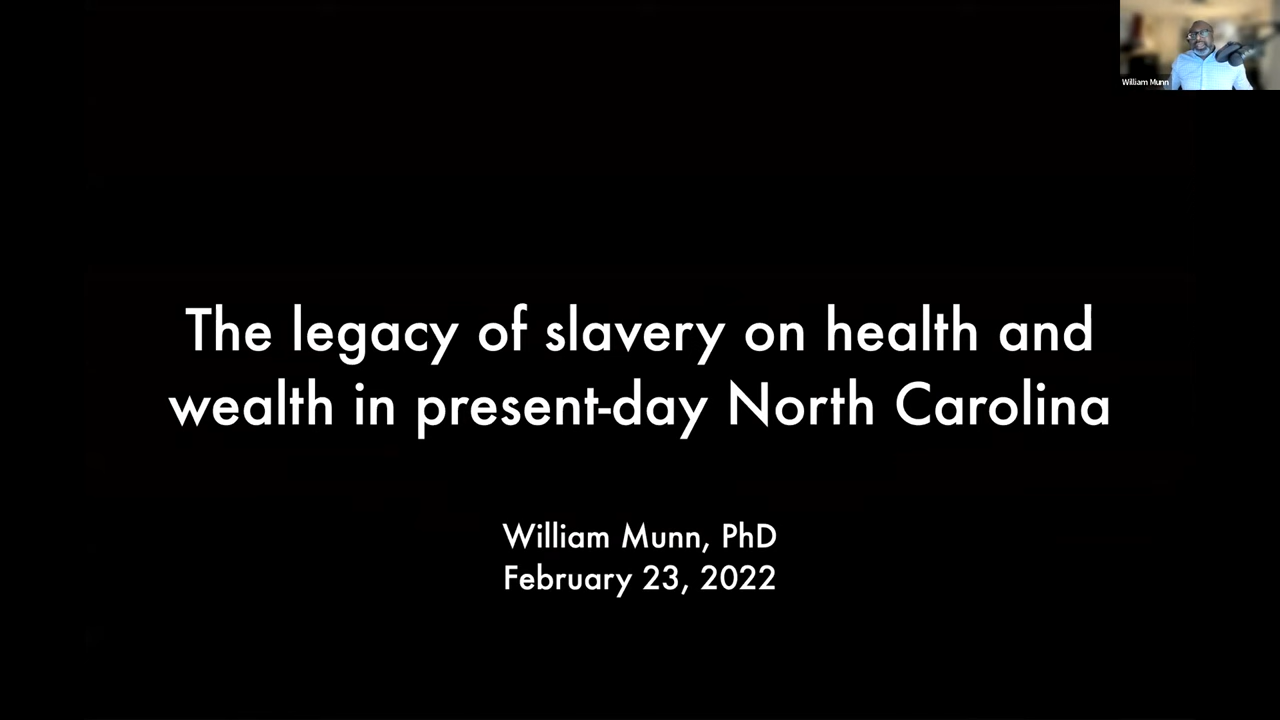 William Munn
The legacy of slavery on health and
wealth in present-day North Carolina
William Munn, PhD
February 23, 2022